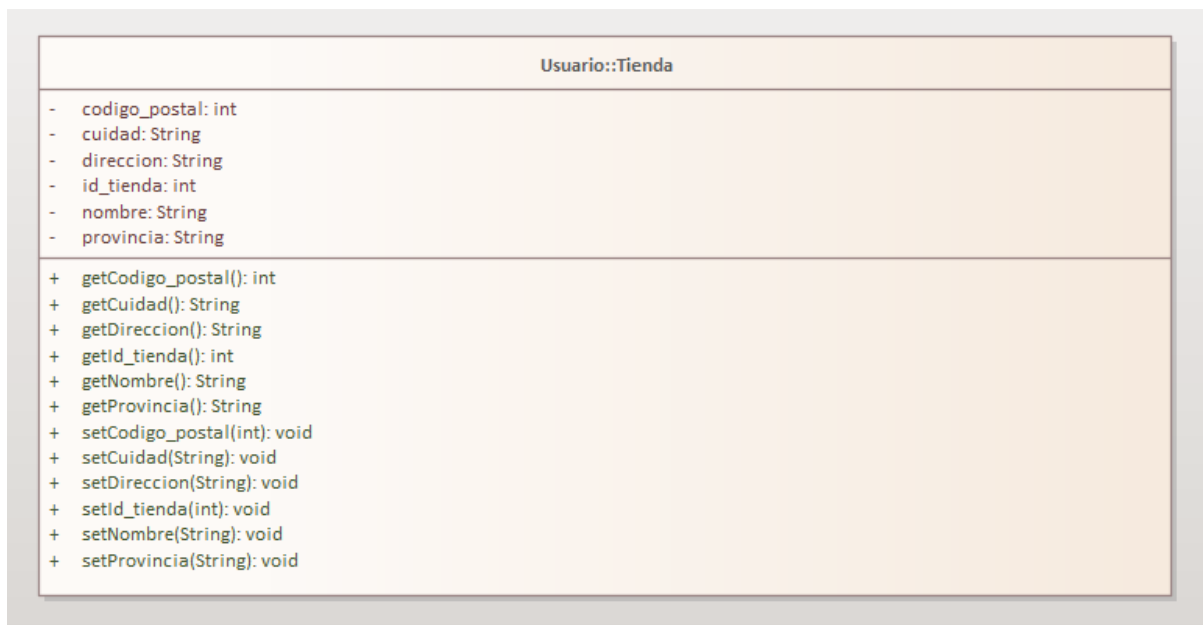 Usuario::Tienda
- codigo_postal: int
- cuidad: String
- direccion: String
- id_tienda: int
- nombre: String
- provincia: String
+ getCodigo_postal(): int
+ getCuidad(): String
+ getDireccion(): String
+ getId_tienda(): int
+ getNombre(): String
+ getProvincia(): String
+ setCodigo_postal(int): void
+ setCuidad(String): void
+ setDireccion(String): void
+ setId_tienda(int): void
+ setNombre(String): void
+ setProvincia(String): void